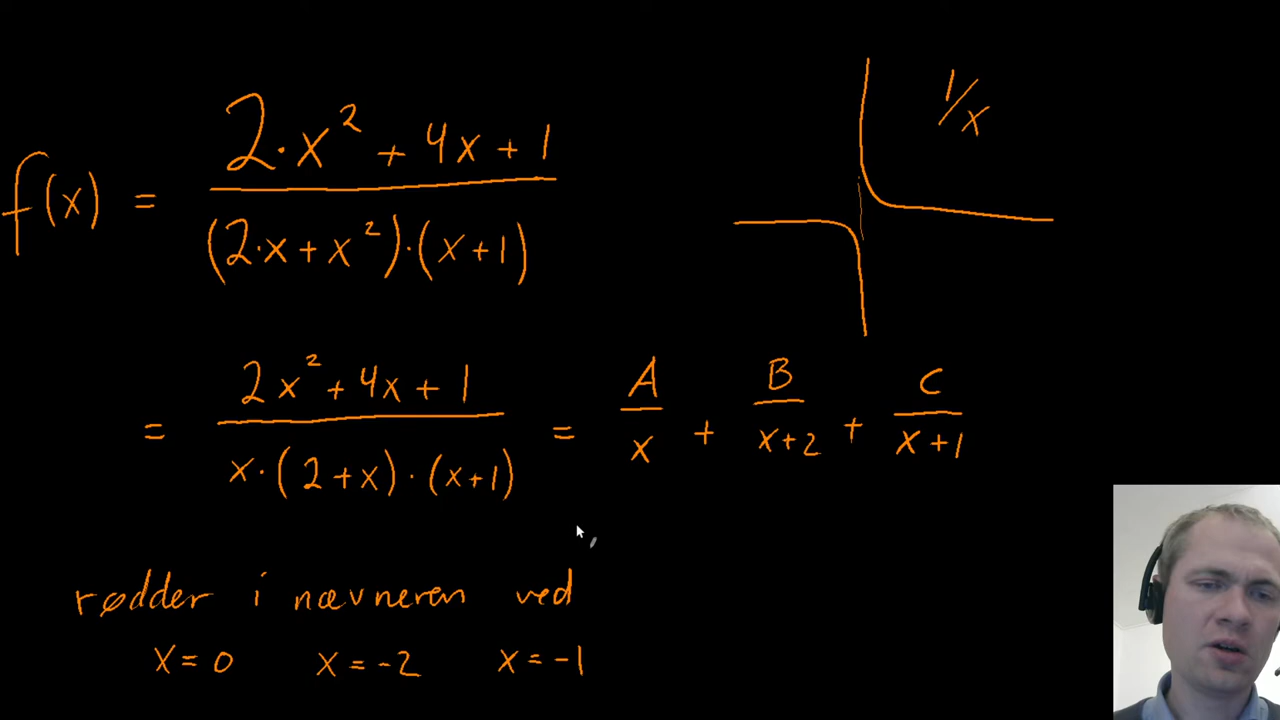 f(x) = (2·x² + 4x + 1) / ((2·x + x²)·(x+1))
1/x
= (2x² + 4x + 1) / (x·(2+x)·(x+1)) = A/x + B/(x+2) + C/(x+1)
rødder i nævneren ved
x=0 x=-2 x=-1